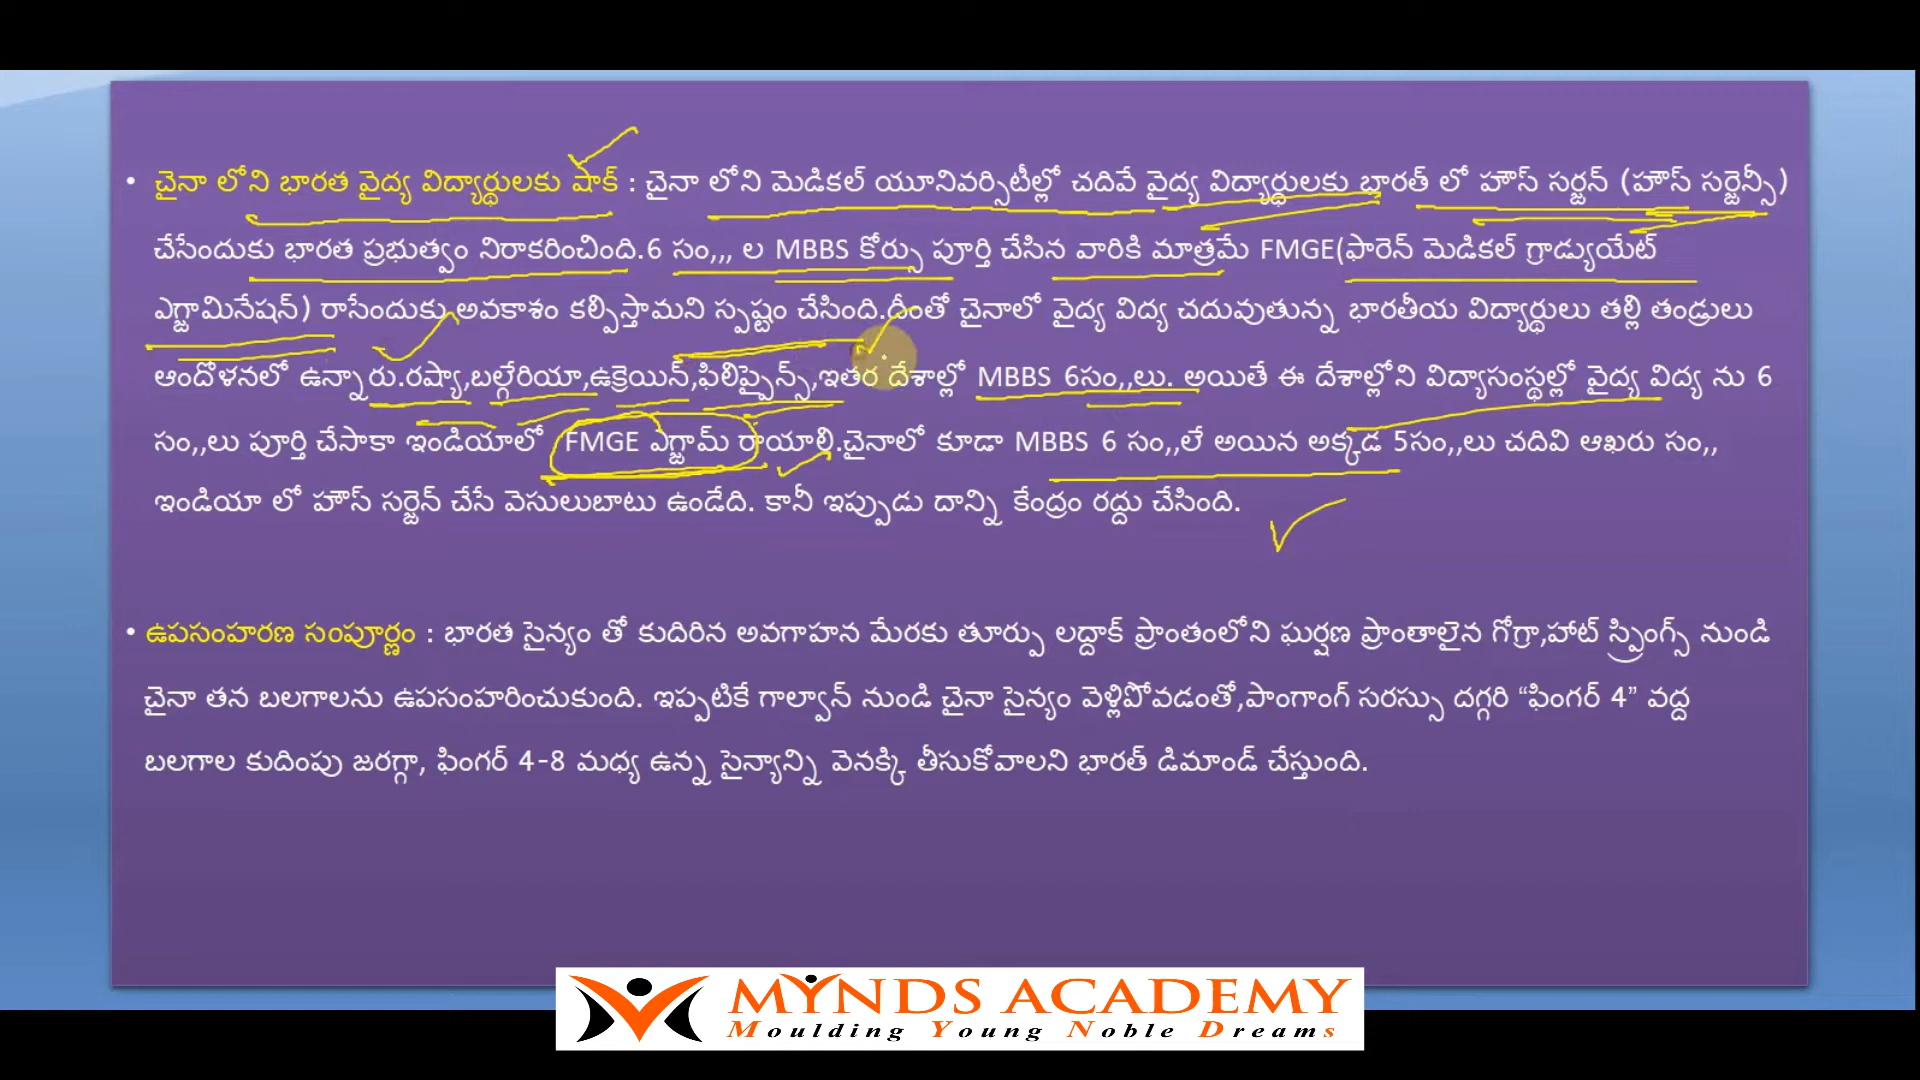 • చైనా లోని భారత వైద్య విద్యార్థులకు షాక్ : చైనా లోని మెడికల్ యూనివర్సిటీల్లో చదివే వైద్య విద్యార్థులకు భారత్ లో హౌస్ సర్జన్ (హౌస్ సర్జెన్సీ)
చేసేందుకు భారత ప్రభుత్వం నిరాకరించింది.6 సం,,, ల MBBS కోర్సు పూర్తి చేసిన వారికి మాత్రమే FMGE(ఫారెన్ మెడికల్ గ్రాడ్యుయేట్
ఎగ్జామినేషన్) రాసేందుకు అవకాశం కల్పిస్తామని స్పష్టం చేసింది.దీంతో చైనాలో వైద్య విద్య చదువుతున్న భారతీయ విద్యార్థులు తల్లి తండ్రులు
ఆందోళనలో ఉన్నారు.రష్యా,బల్గేరియా,ఉక్రెయిన్,ఫిలిప్పైన్స్,ఇతర దేశాల్లో MBBS 6సం,,లు. అయితే ఈ దేశాల్లోని విద్యాసంస్థల్లో వైద్య విద్య ను 6
సం,,లు పూర్తి చేసాకా ఇండియాలో FMGE ఎగ్జామ్ రాయాలి.చైనాలో కూడా MBBS 6 సం,,లే అయిన అక్కడ 5సం,,లు చదివి ఆఖరు సం,,
ఇండియా లో హౌస్ సర్జెన్ చేసే వెసులుబాటు ఉండేది. కానీ ఇప్పుడు దాన్ని కేంద్రం రద్దు చేసింది.
• ఉపసంహరణ సంపూర్ణం : భారత సైన్యం తో కుదిరిన అవగాహన మేరకు తూర్పు లద్దాక్ ప్రాంతంలోని ఘర్షణ ప్రాంతాలైన గోగ్రా,హాట్ స్ప్రింగ్స్ నుండి
చైనా తన బలగాలను ఉపసంహరించుకుంది. ఇప్పటికే గాల్వాన్ నుండి చైనా సైన్యం వెళ్లిపోవడంతో,పాంగాంగ్ సరస్సు దగ్గరి “ఫింగర్ 4” వద్ద
బలగాల కుదింపు జరగ్గా, ఫింగర్ 4-8 మధ్య ఉన్న సైన్యాన్ని వెనక్కి తీసుకోవాలని భారత్ డిమాండ్ చేస్తుంది.
MYNDS ACADEMY
Moulding Young Noble Dreams